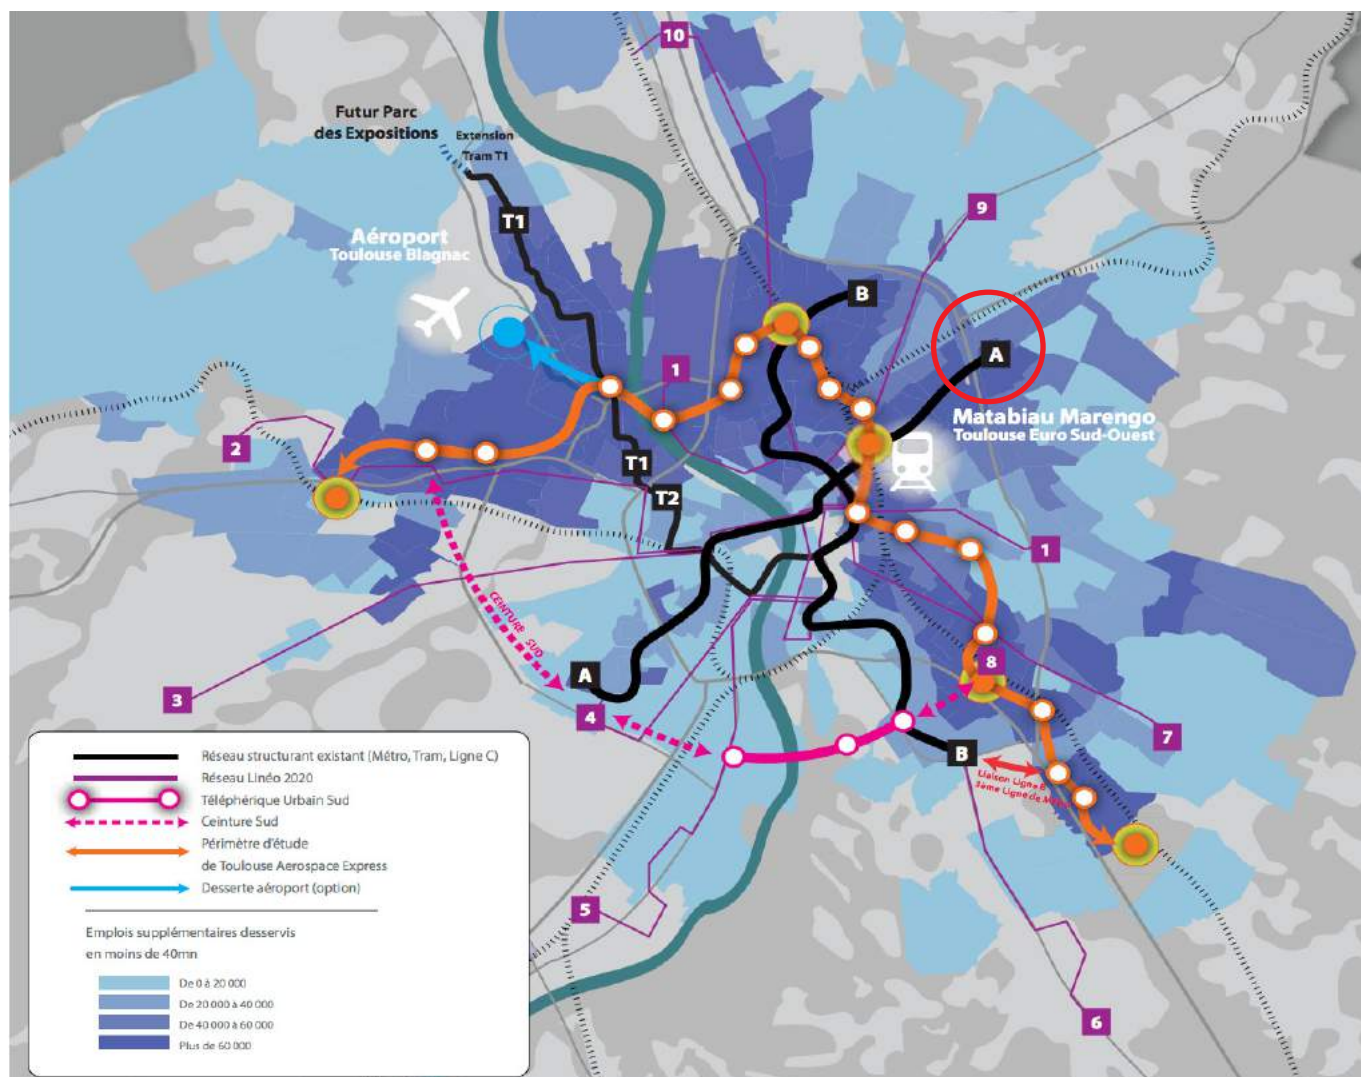 10
Futur Parc
des Expositions
Extension
Tram T1
T1
9
Aéroport
Toulouse Blagnac
B
A
1
Matabiau Marengo
Toulouse Euro Sud-Ouest
2
T1
T2
1
CEINTURE SUD
8
A
3
4
7
B
Liaison Ligne B
3ème Ligne de Métro
5
6
Réseau structurant existant (Métro, Tram, Ligne C)
Réseau Linéo 2020
Téléphérique Urbain Sud
Ceinture Sud
Périmètre d'étude
de Toulouse Aerospace Express
Desserte aéroport (option)
Emplois supplémentaires desservis
en moins de 40mn
De 0 à 20 000
De 20 000 à 40 000
De 40 000 à 60 000
Plus de 60 000